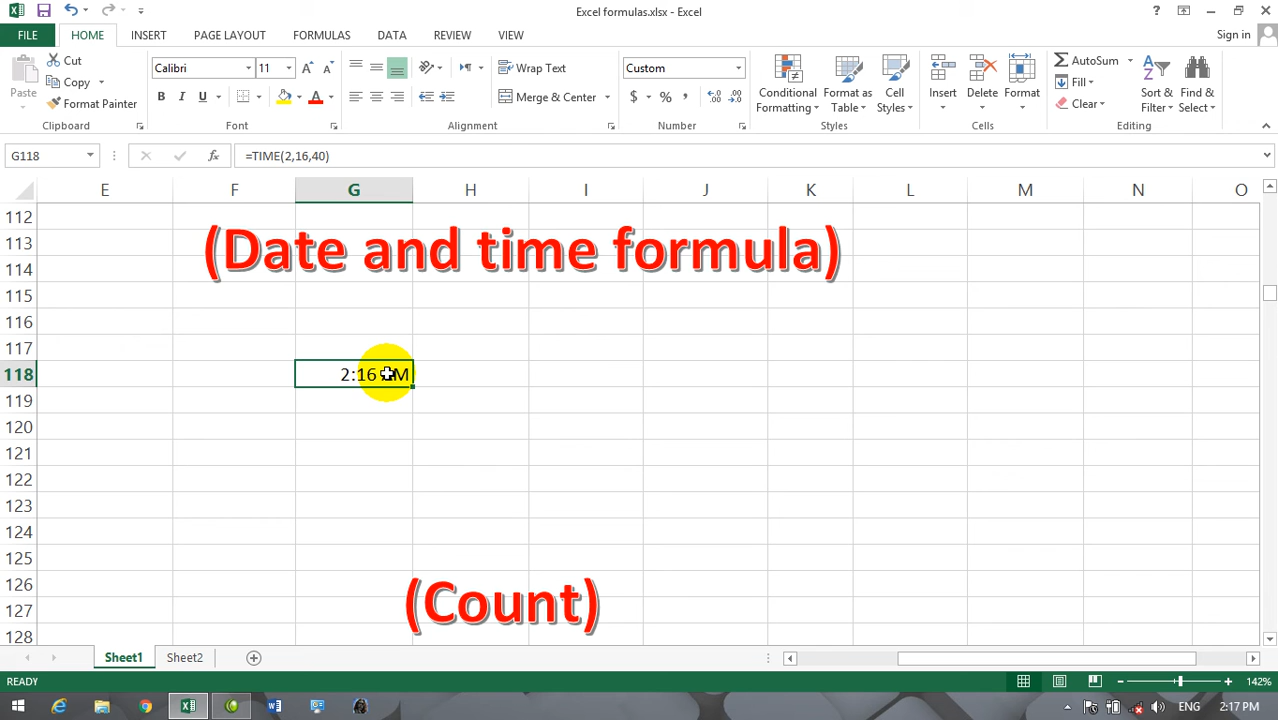 Excel formulas.xlsx - Excel
?
FILE HOME INSERT PAGE LAYOUT FORMULAS DATA REVIEW VIEW Sign in
Paste Cut Copy Format Painter
Calibri 11 A A
B I U A
Wrap Text
Merge & Center
Custom
$ % ,
Conditional Formatting Format as Table Cell Styles
Insert Delete Format
AutoSum Fill Clear
Sort & Filter Find & Select
Clipboard Font Alignment Number Styles Cells Editing
G118 fx =TIME(2,16,40)
E F G H I J K L M N O
112
113
(Date and time formula)
114
115
116
117
118 2:16
119
120
121
122
123
124
125
126
(Count)
127
128
Sheet1 Sheet2
READY 142%
ENG 2:17 PM